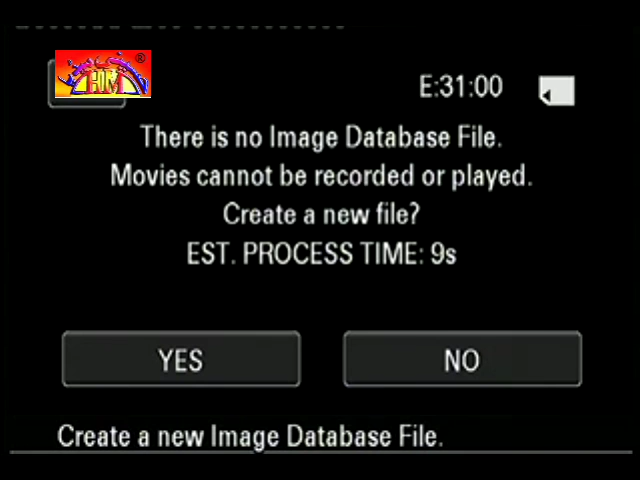 HTM ®
E:31:00
There is no Image Database File.
Movies cannot be recorded or played.
Create a new file?
EST. PROCESS TIME: 9s
YES
NO
Create a new Image Database File.